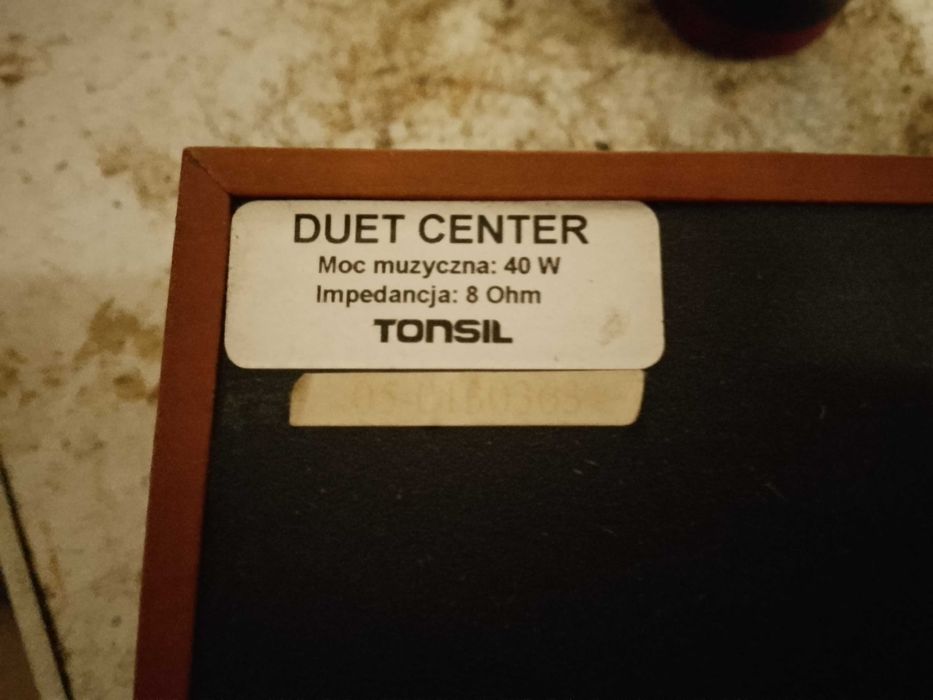 DUET CENTER
Moc muzyczna: 40 W
Impedancja: 8 Ohm
TONSIL